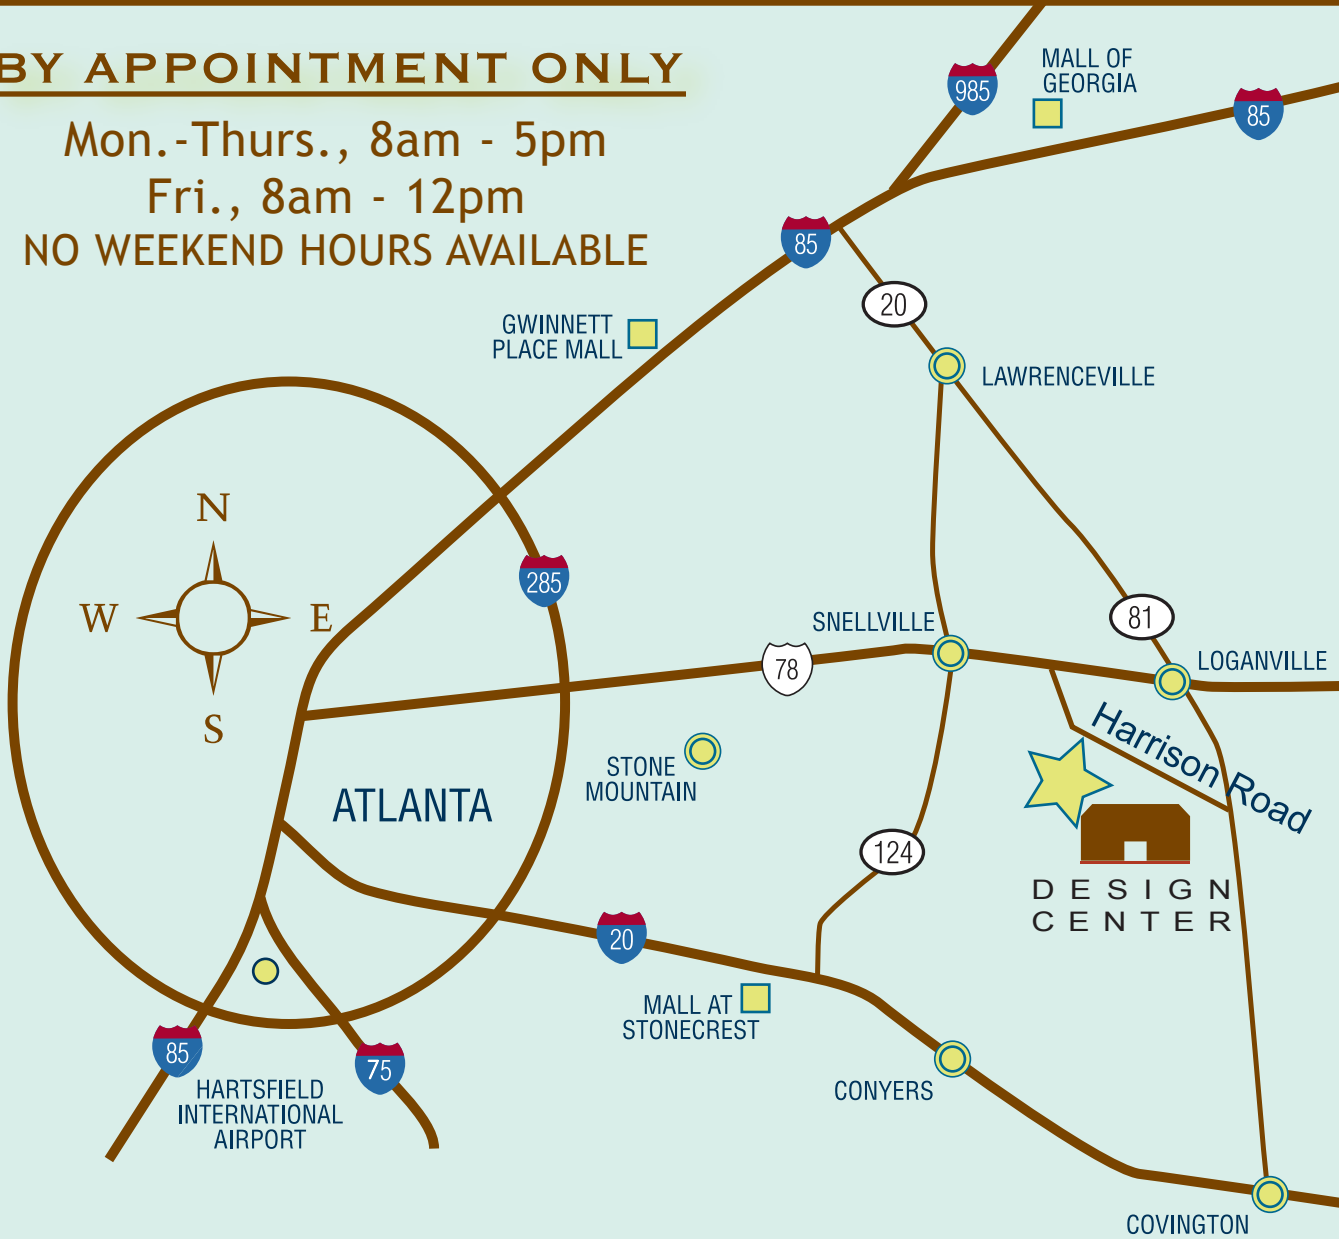 BY APPOINTMENT ONLY
Mon.-Thurs., 8am - 5pm
Fri., 8am - 12pm
NO WEEKEND HOURS AVAILABLE
985
MALL OF
GEORGIA
85
85
20
GWINNETT
PLACE MALL
LAWRENCEVILLE
N
W
E
S
285
SNELLVILLE
81
78
LOGANVILLE
Harrison Road
STONE
MOUNTAIN
ATLANTA
124
DESIGN
CENTER
20
MALL AT
STONECREST
85
75
HARTSFIELD
INTERNATIONAL
AIRPORT
CONYERS
COVINGTON